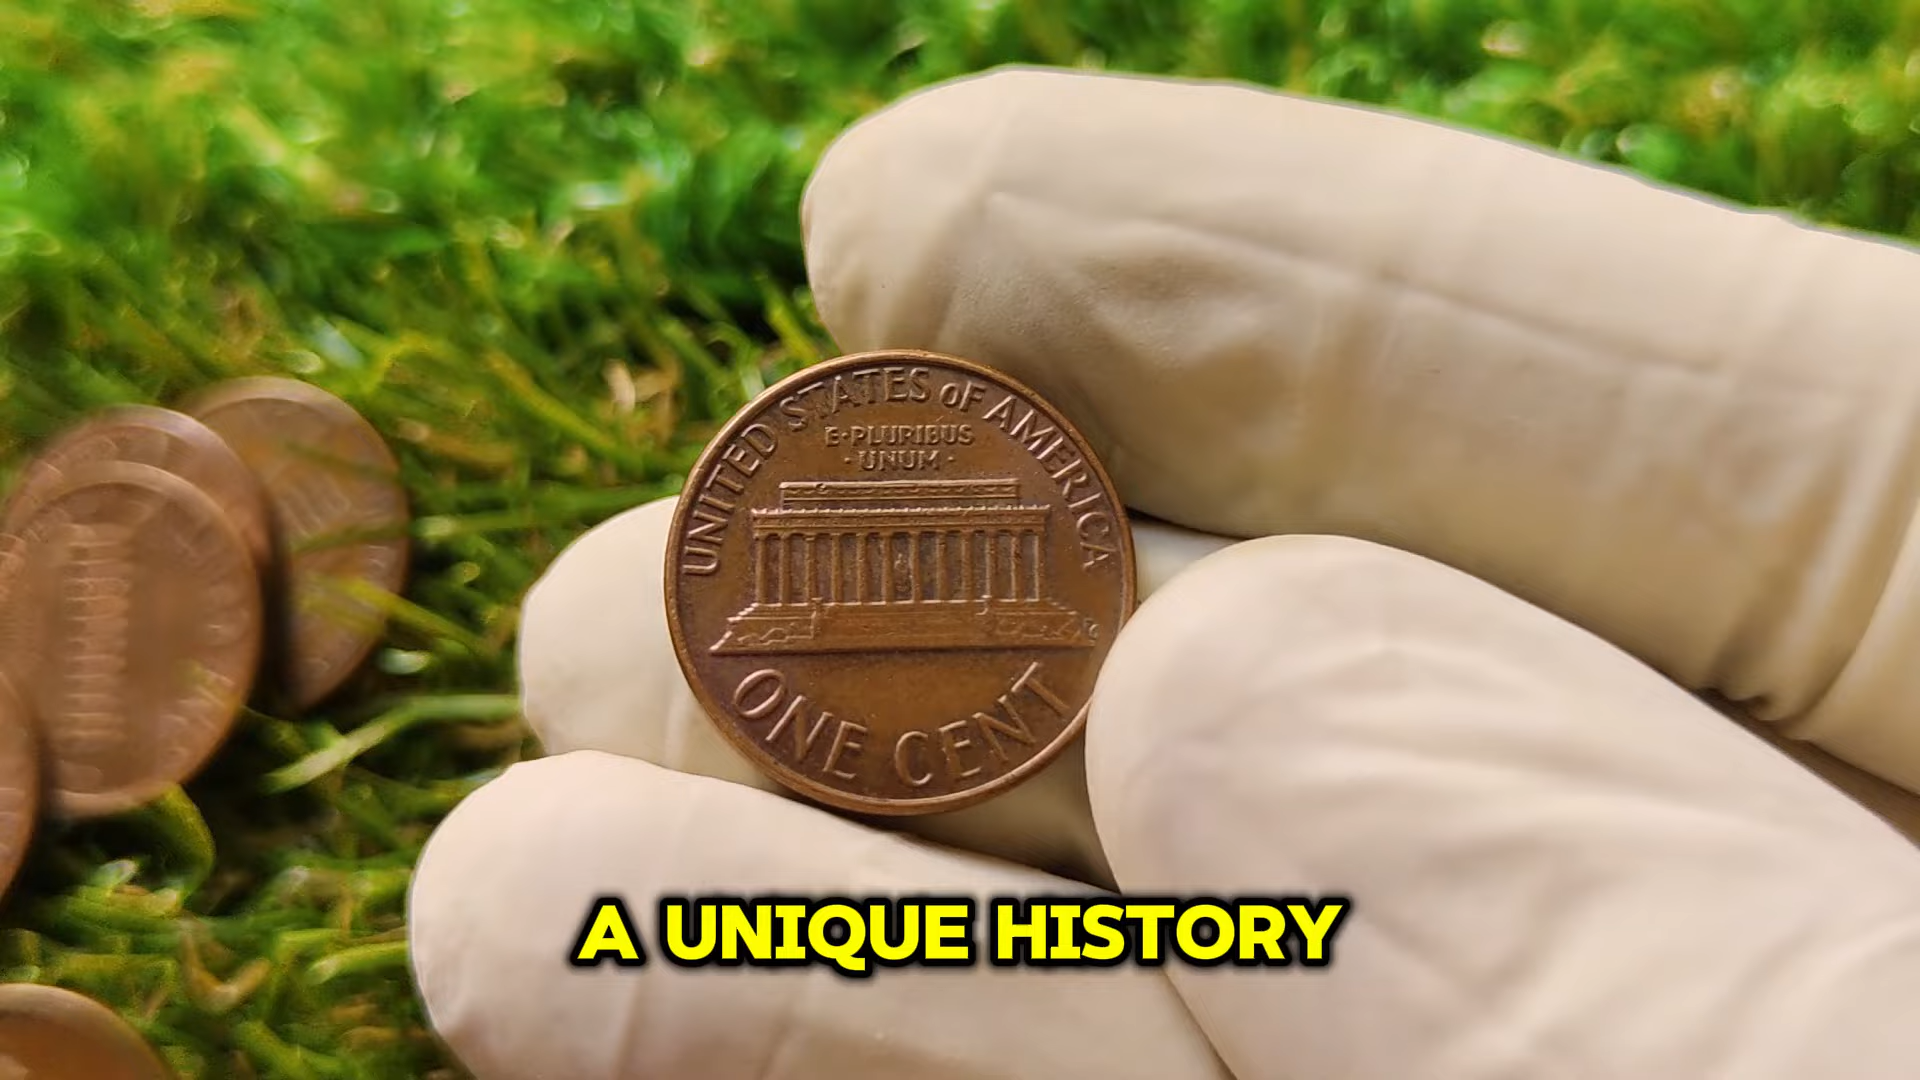 UNITED STATES oF AMERICA
E·PLURIBUS
·UNUM·
ONE CENT
A UNIQUE HISTORY